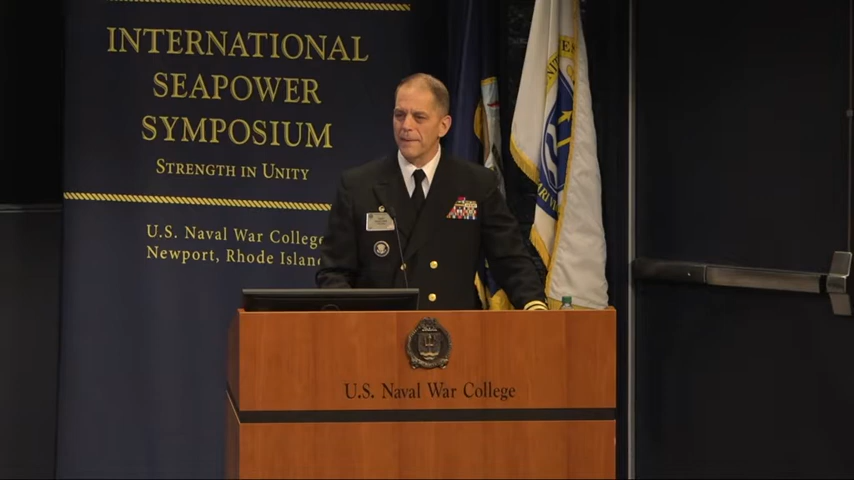 INTERNATIONAL
SEAPOWER
SYMPOSIUM
STRENGTH IN UNITY
U.S. Naval War College
Newport, Rhode Island
U.S. Naval War College